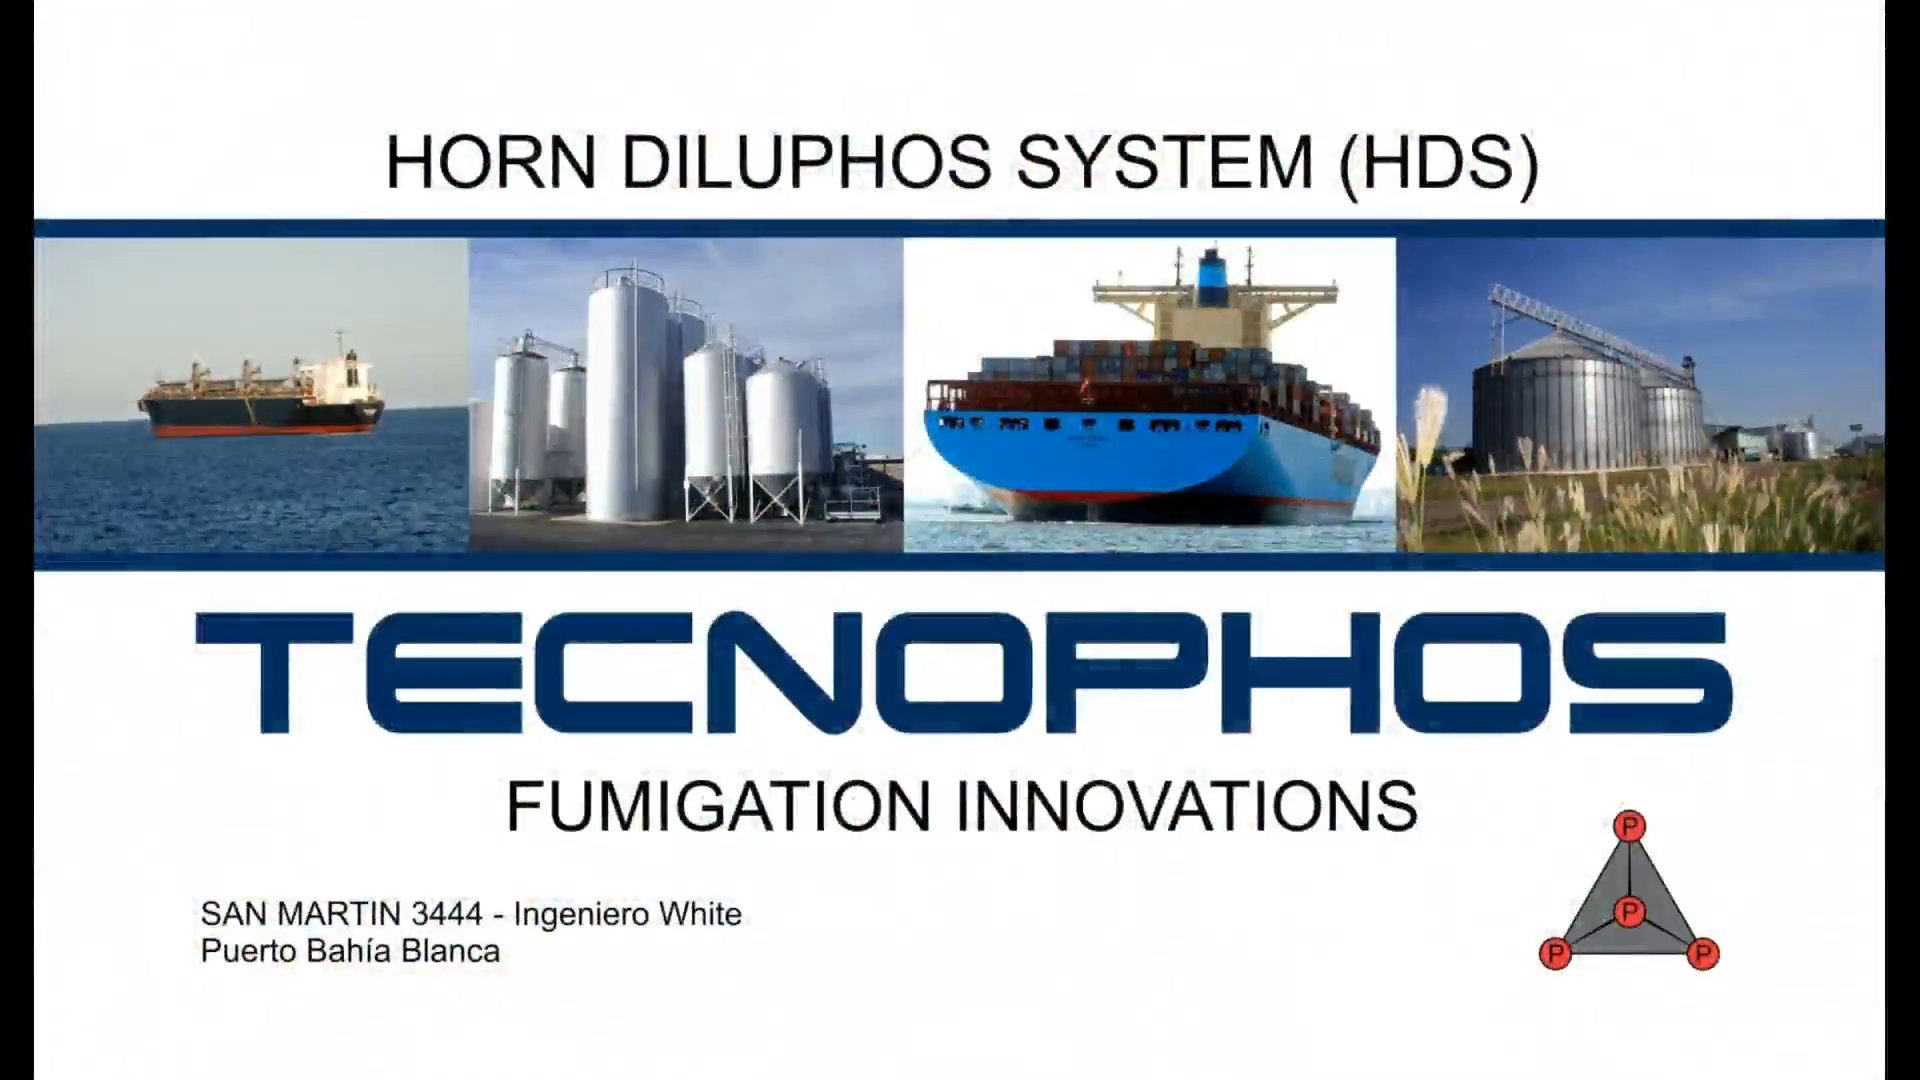 HORN DILUPHOS SYSTEM (HDS)
TECNOPHOS
FUMIGATION INNOVATIONS
SAN MARTIN 3444 - Ingeniero White
Puerto Bahía Blanca
P
P
P
P